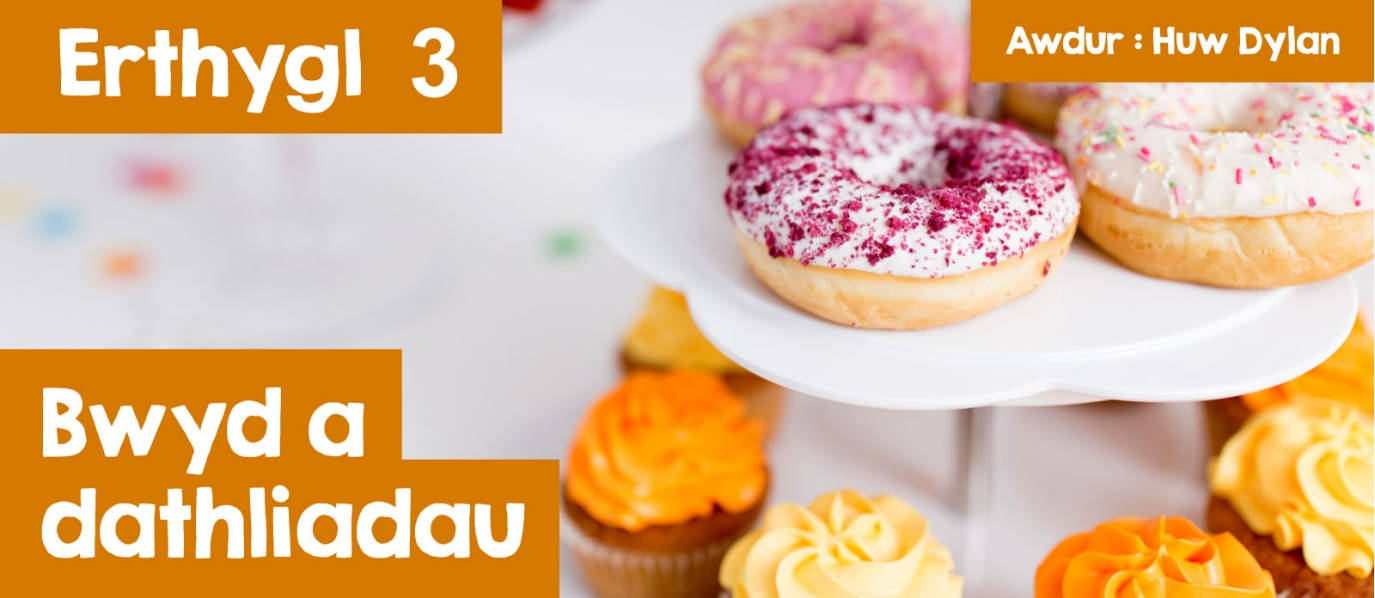 Erthygl 3
Awdur : Huw Dylan
Bwyd a
dathliadau